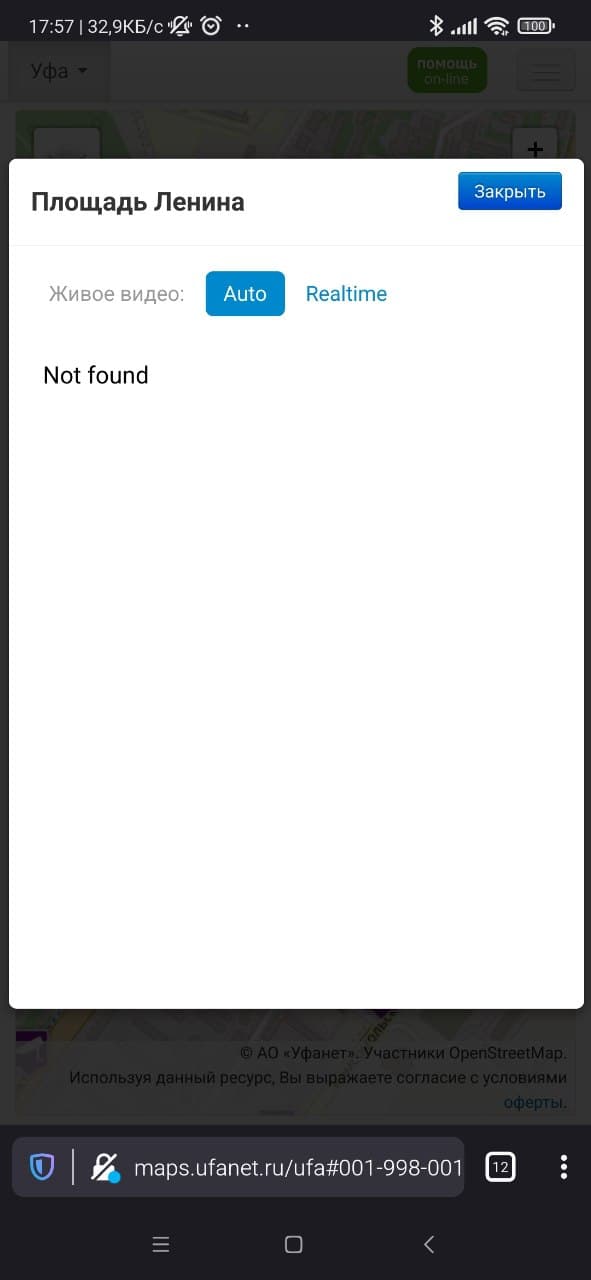 17:57 | 32,9КБ/с
100
Уфа
помощь
on-line
+
Площадь Ленина
Закрыть
Живое видео:
Auto
Realtime
Not found
© АО «Уфанет». Участники OpenStreetMap.
Используя данный ресурс, Вы выражаете согласие с условиями
оферты.
maps.ufanet.ru/ufa#001-998-001
12